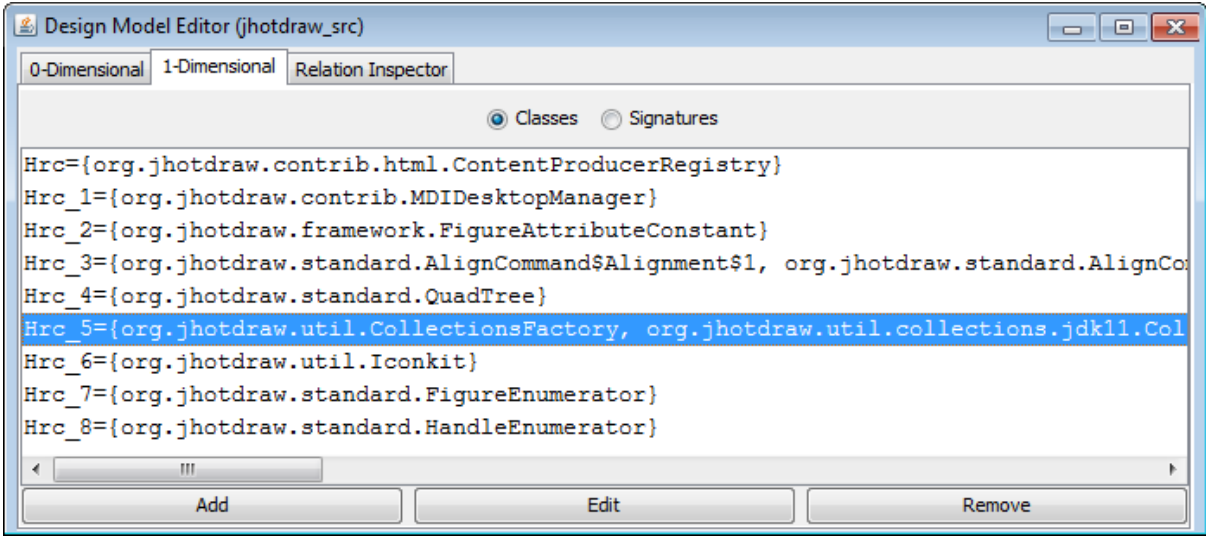 Design Model Editor (jhotdraw_src)
0-Dimensional 1-Dimensional Relation Inspector
Classes Signatures
Hrc={org.jhotdraw.contrib.html.ContentProducerRegistry}
Hrc_1={org.jhotdraw.contrib.MDIDesktopManager}
Hrc_2={org.jhotdraw.framework.FigureAttributeConstant}
Hrc_3={org.jhotdraw.standard.AlignCommand$Alignment$1, org.jhotdraw.standard.AlignCo
Hrc_4={org.jhotdraw.standard.QuadTree}
Hrc_5={org.jhotdraw.util.CollectionsFactory, org.jhotdraw.util.collections.jdk11.Col
Hrc_6={org.jhotdraw.util.Iconkit}
Hrc_7={org.jhotdraw.standard.FigureEnumerator}
Hrc_8={org.jhotdraw.standard.HandleEnumerator}
Add Edit Remove